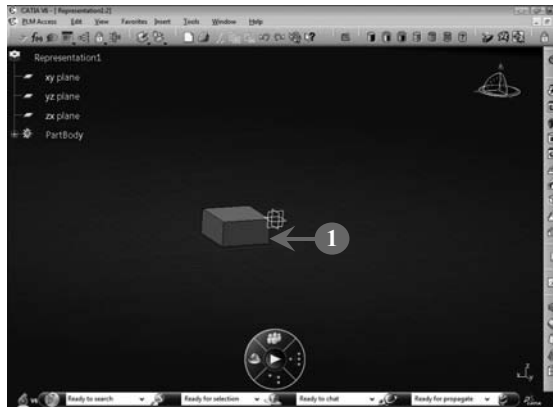 CATIA V6 - [ Representation1.2]
PLM Access Edit View Favorites Insert Tools Window Help
Representation1
xy plane
yz plane
zx plane
PartBody
1
V6 Ready to search Ready for selection Ready to chat Ready for propagate